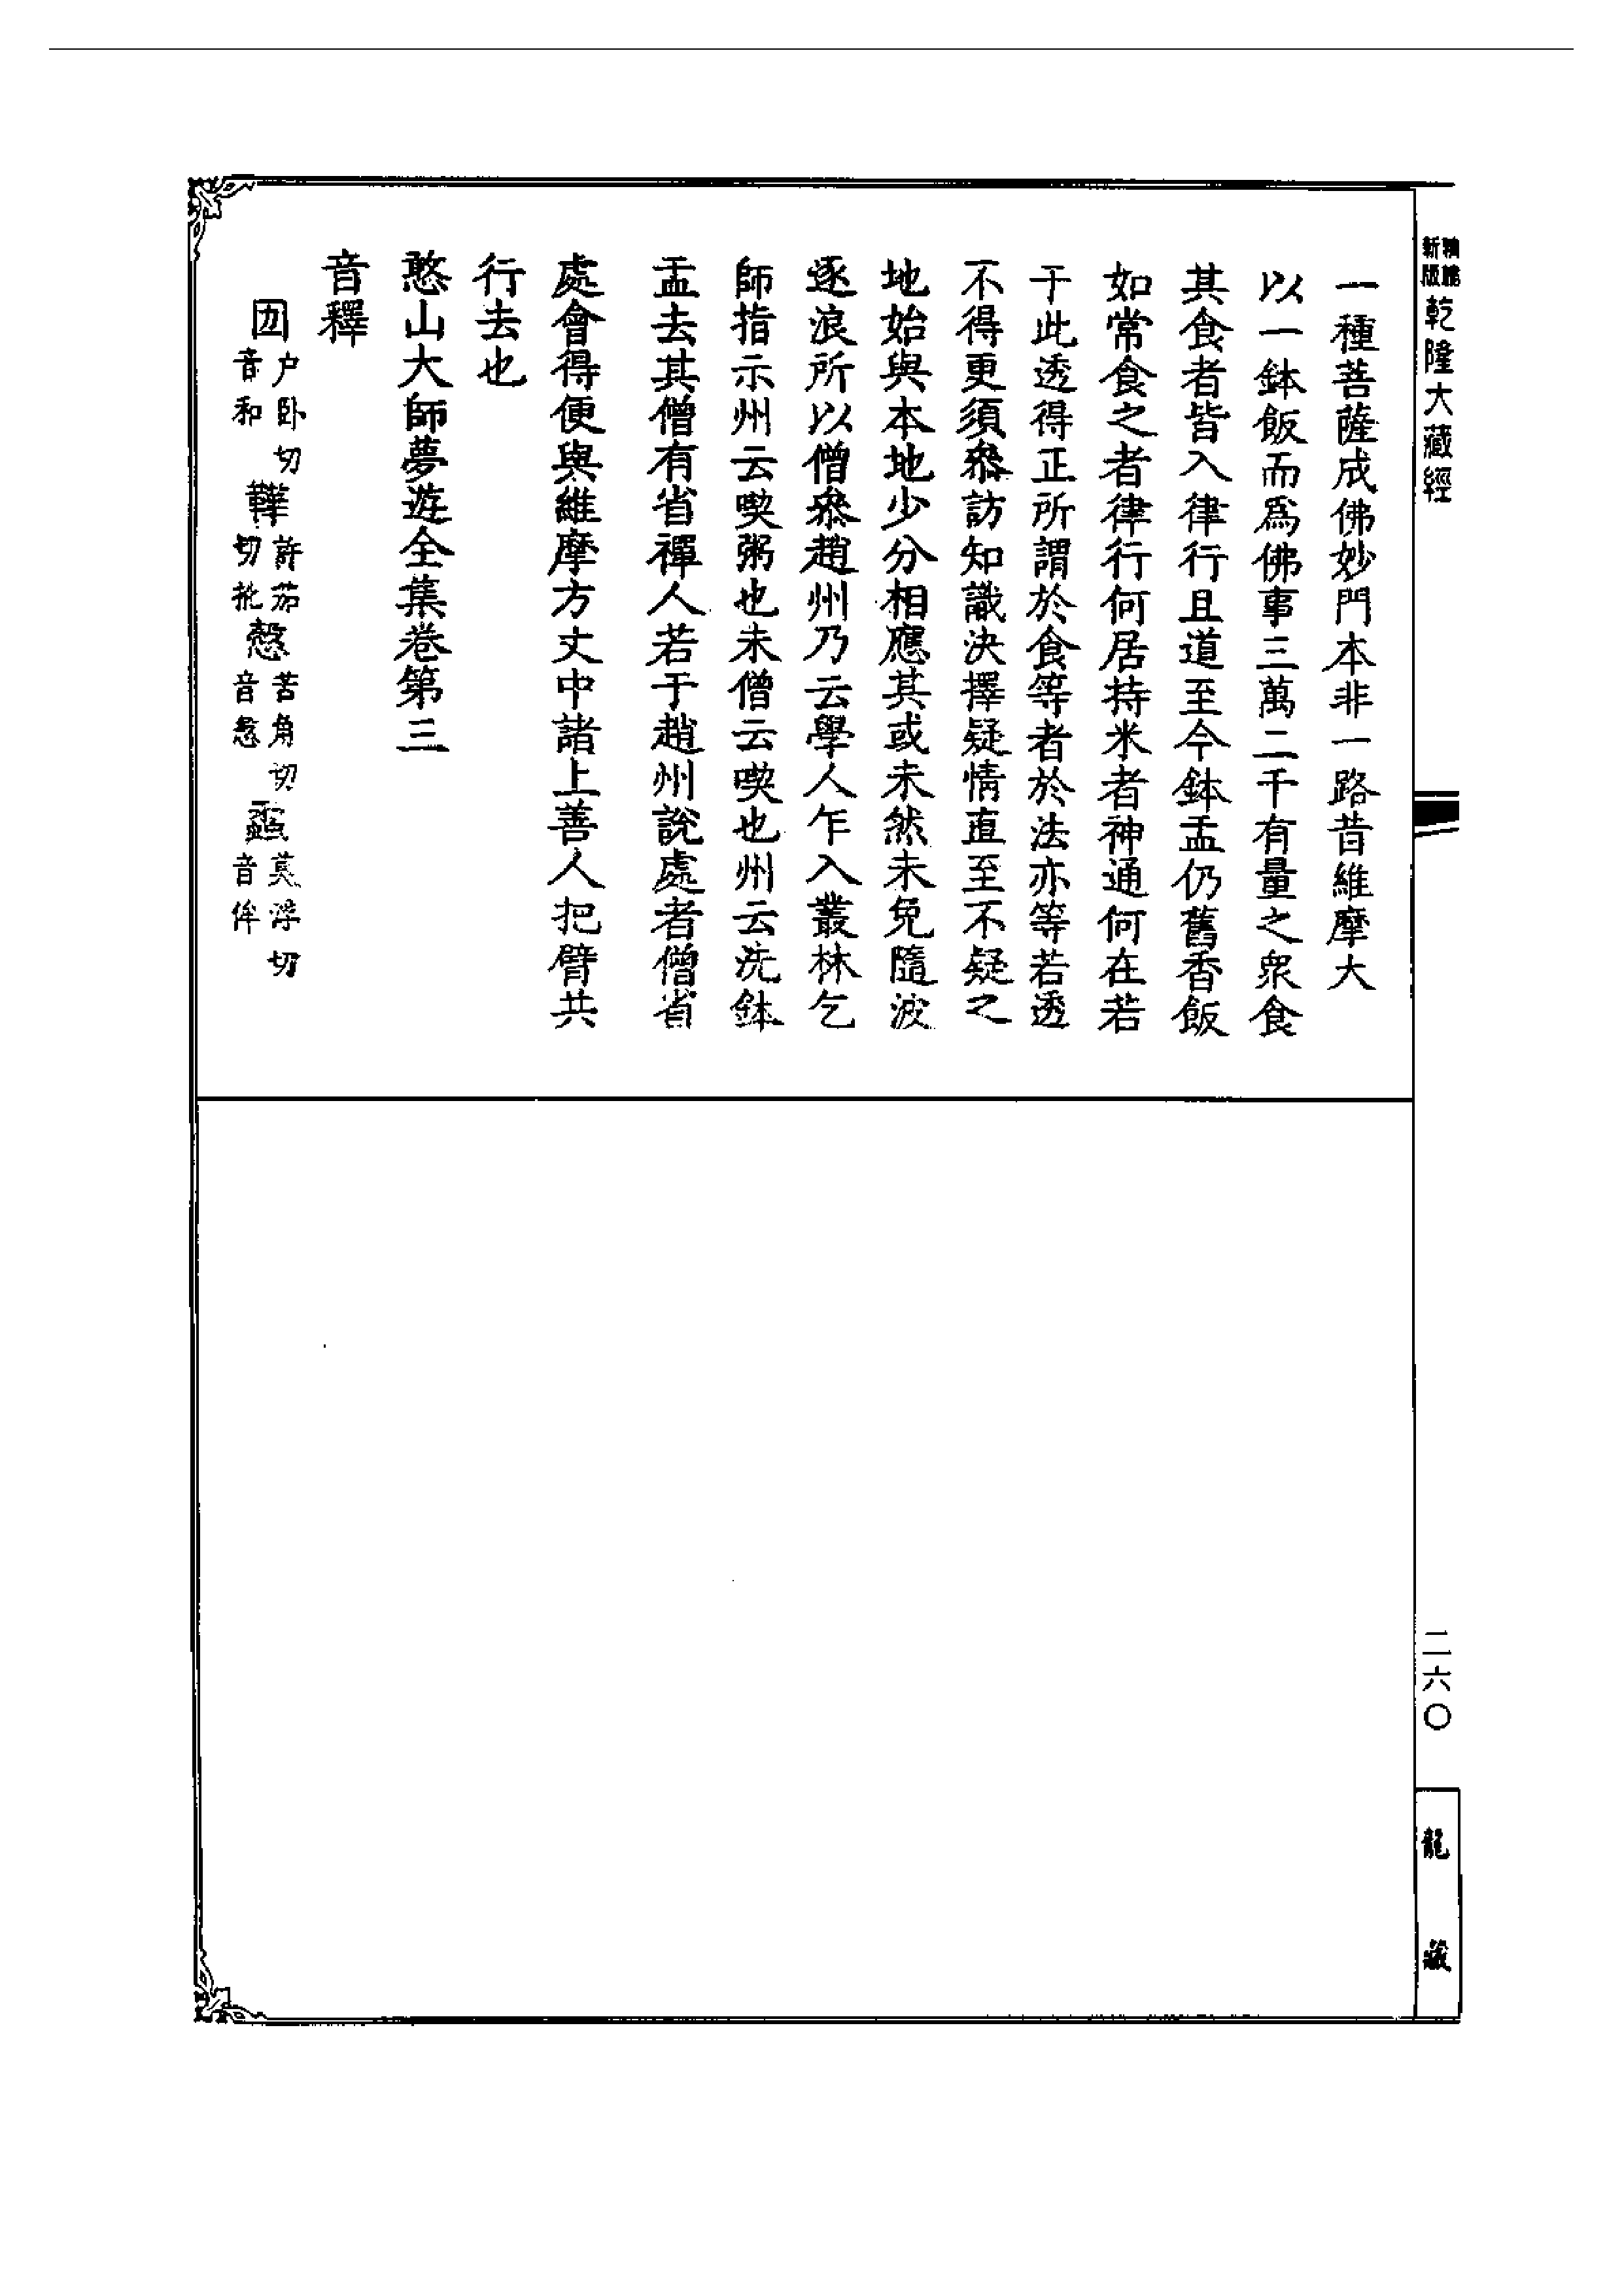 新版
乾隆大藏經
一種菩薩成佛妙門本非一路昔維摩大
以一鉢飯而爲佛事三萬二千有量之衆食
其食者皆入律行且道至今鉢盂仍舊香飯
如常食之者律行何居持米者神通何在若
于此透得正所謂於食等者於法亦等若透
不得更須叅訪知識決擇疑情直至不疑之
地始與本地少分相應其或未然未免隨波
逐浪所以僧叅趙州乃云學人乍入叢林乞
師指示州云喫粥也未僧云喫也州云洗鉢
盂去其僧有省禪人若于趙州說處者僧省
處會得便與維摩方丈中諸上善人把臂共
行去也
憨山大師夢遊全集卷第三
音釋
囫户卧切音和 鞾許茄切 慤苦角切 蝥莫浮切音侔
二六〇
龍藏